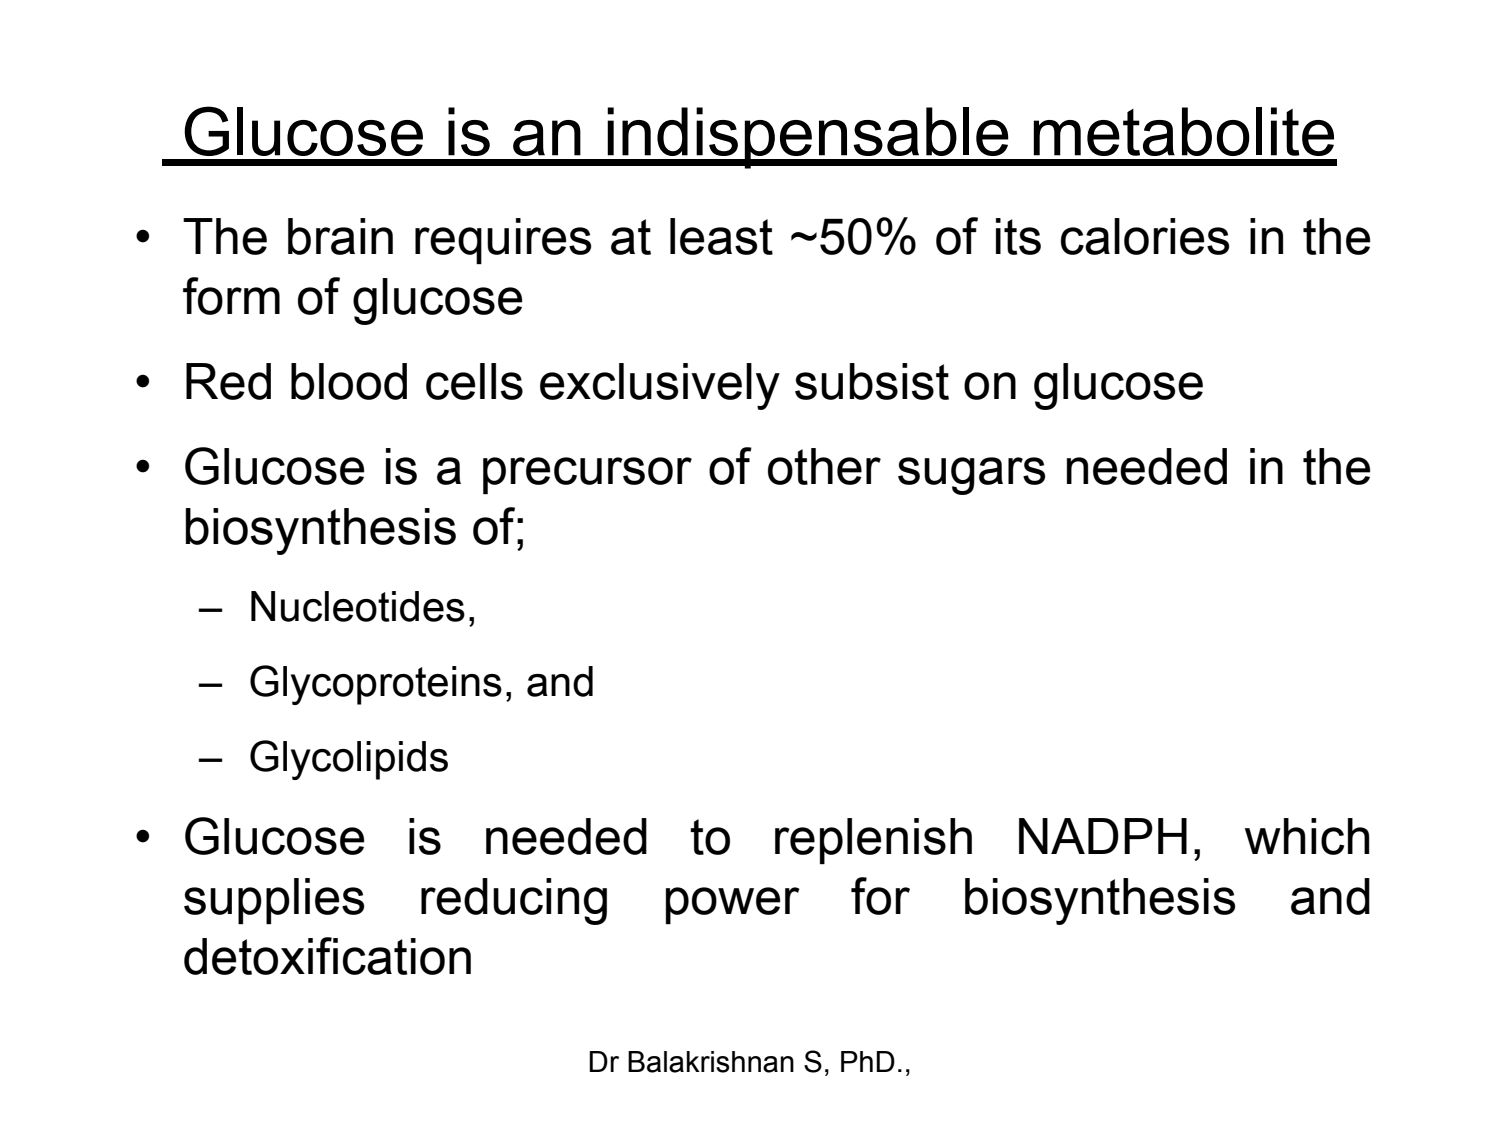 Glucose is an indispensable metabolite
• The brain requires at least ~50% of its calories in the
form of glucose
• Red blood cells exclusively subsist on glucose
• Glucose is a precursor of other sugars needed in the
biosynthesis of;
– Nucleotides,
– Glycoproteins, and
– Glycolipids
• Glucose is needed to replenish NADPH, which
supplies reducing power for biosynthesis and
detoxification
Dr Balakrishnan S, PhD.,